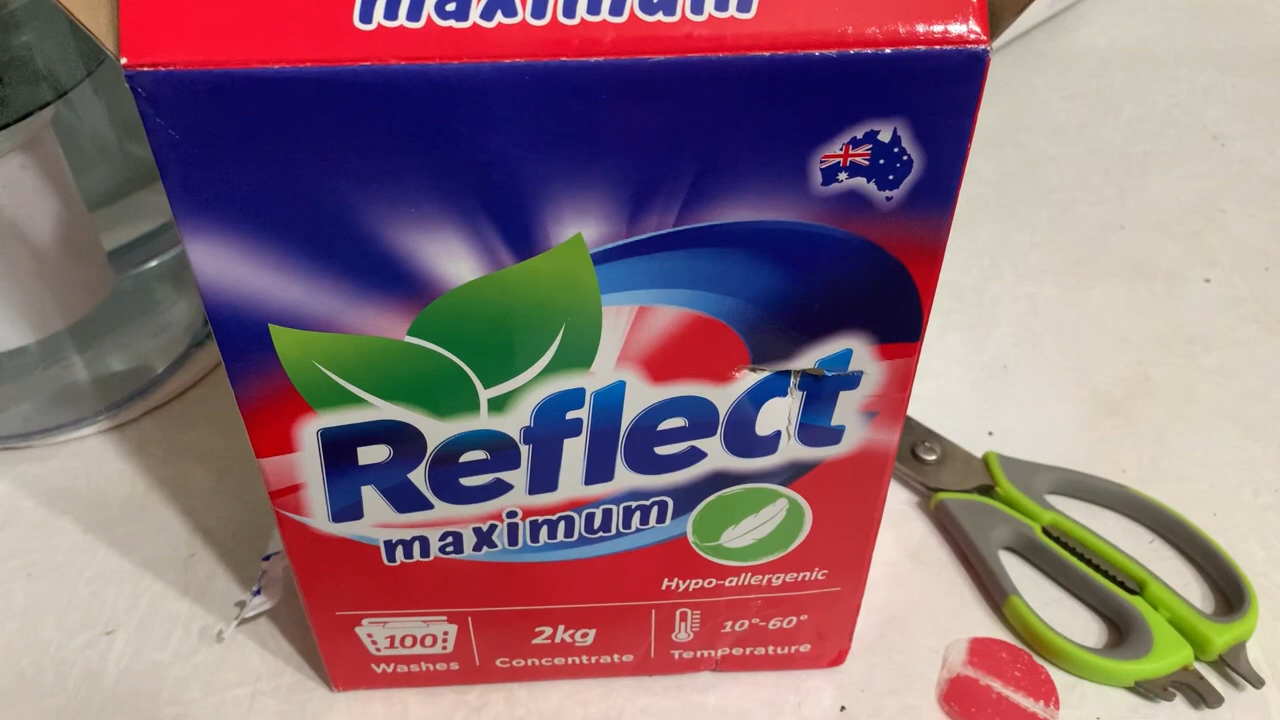 maximum
Reflect
maximum
Hypo-allergenic
100
Washes
2kg
Concentrate
10°-60°
Temperature